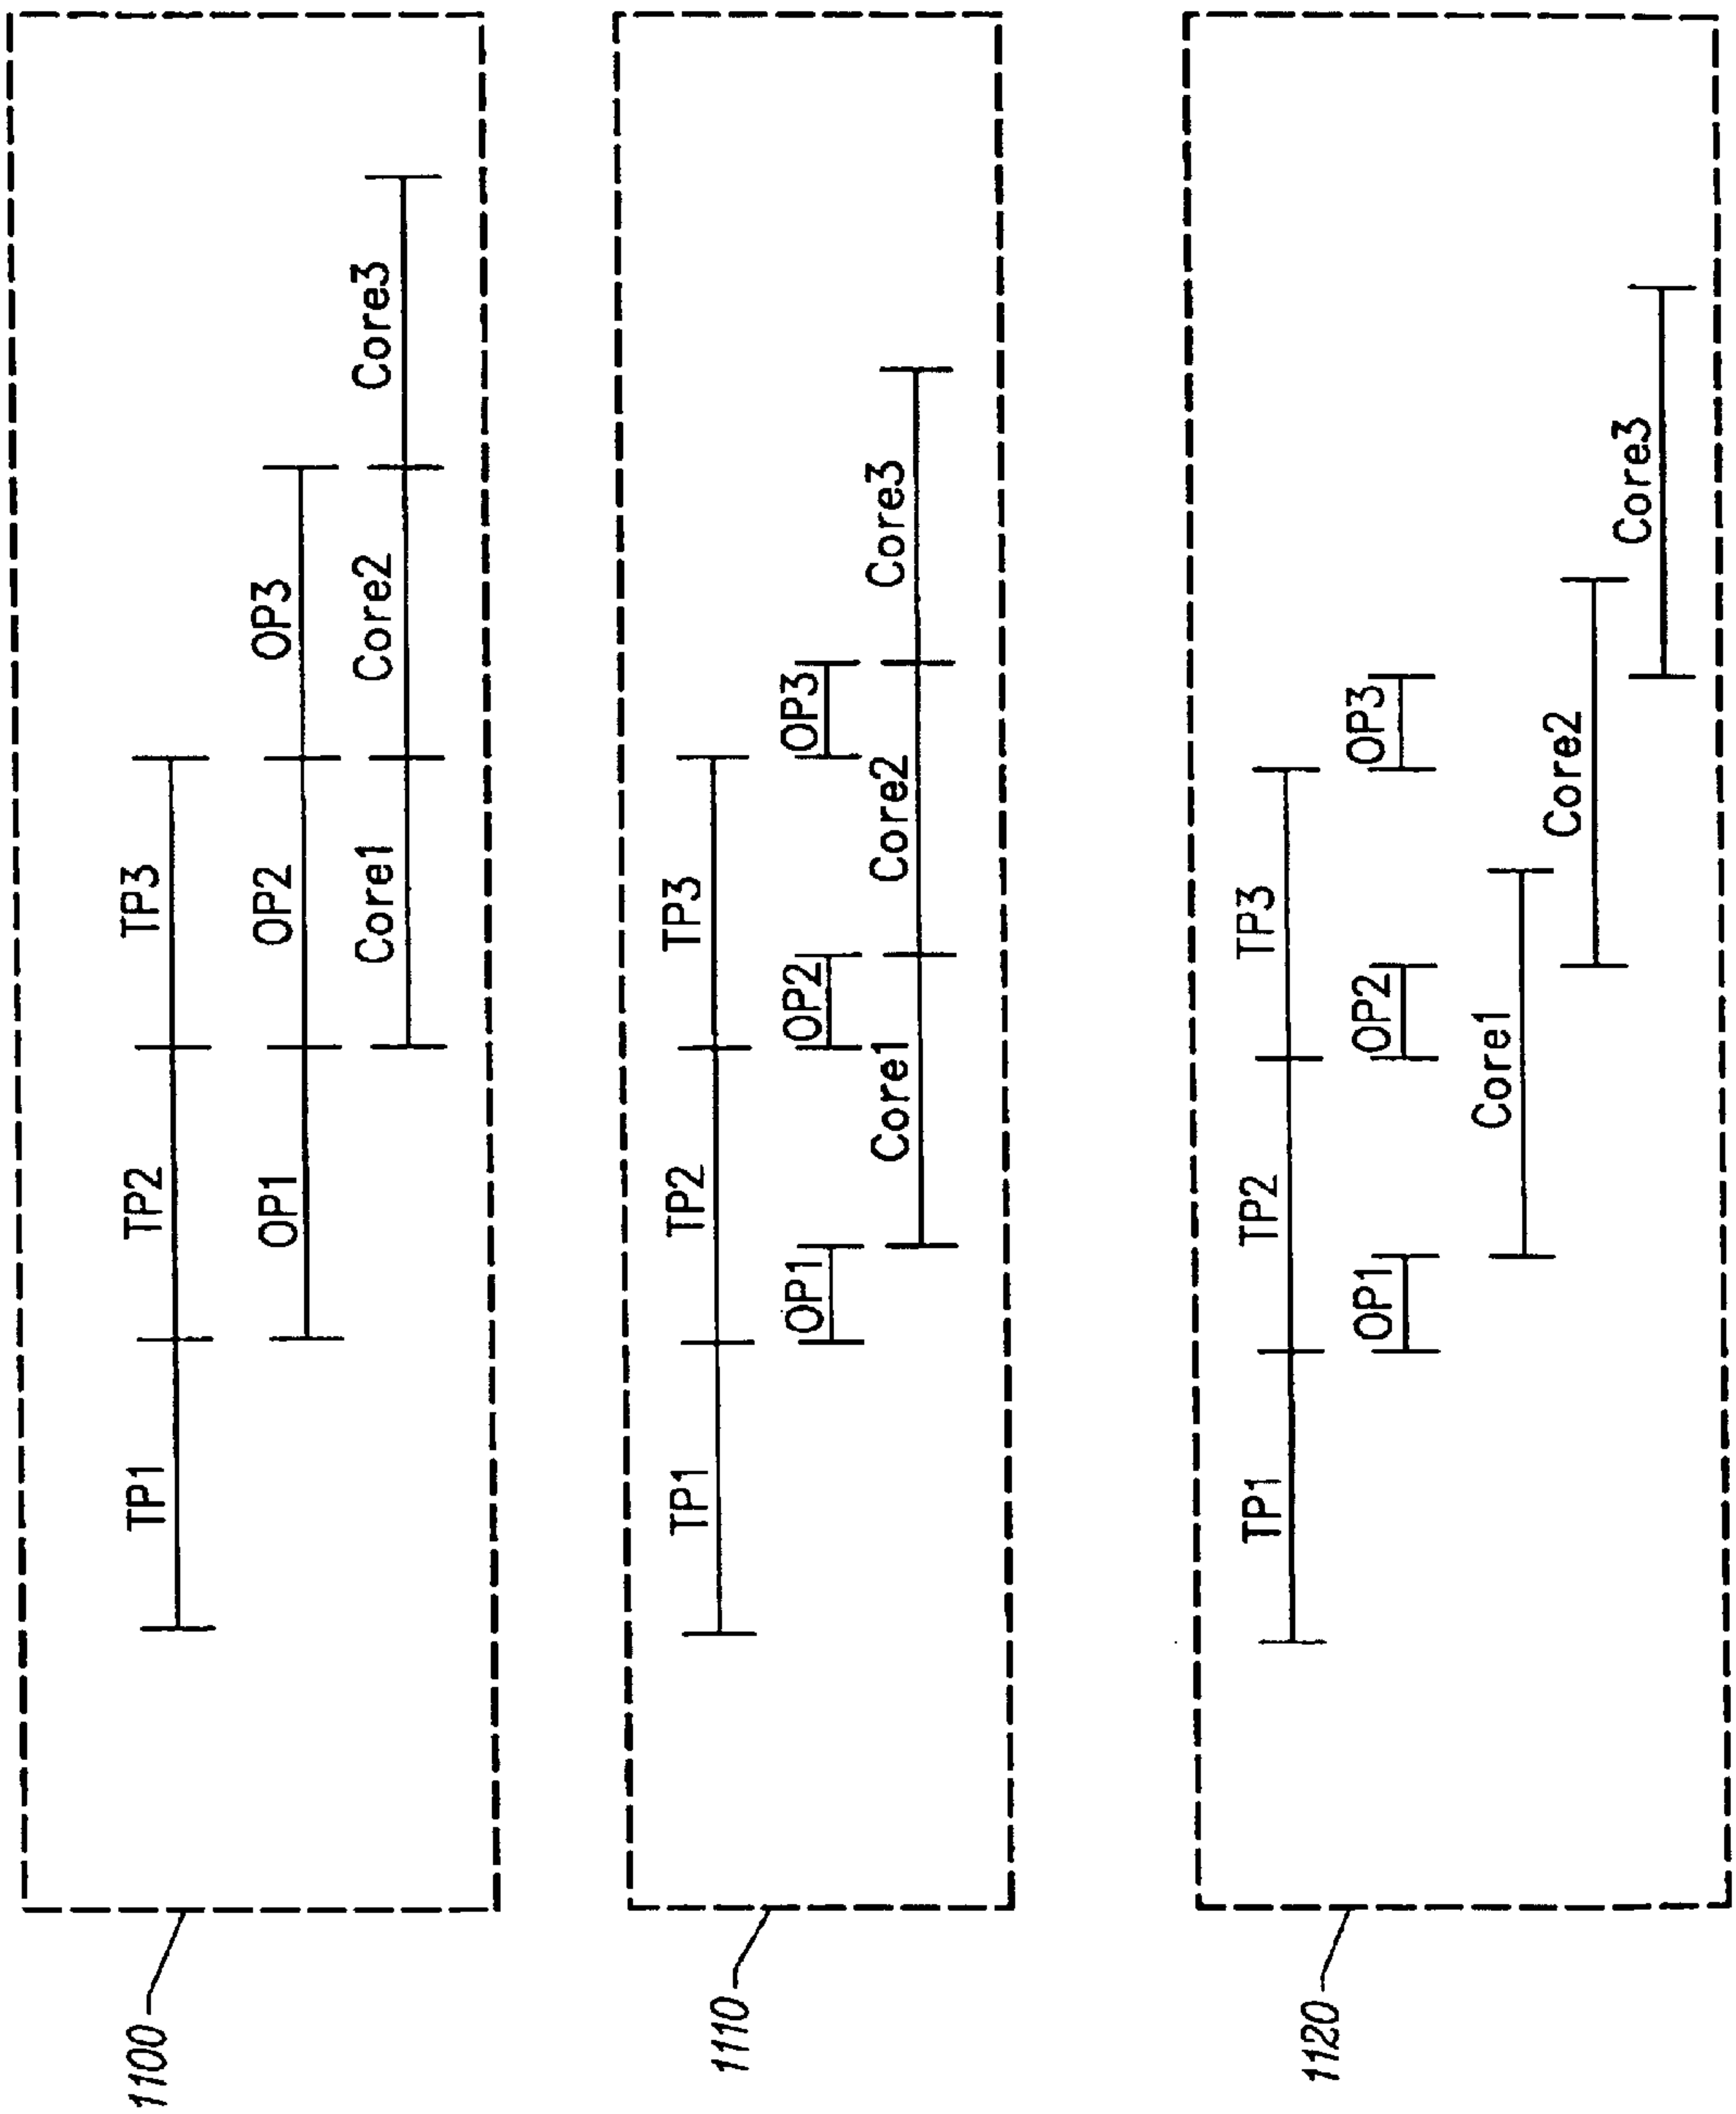 1100
TP1 TP2 TP3
OP1 OP2 OP3
Core1 Core2 Core3
1110
TP1 TP2 TP3
OP1 OP2 OP3
Core1 Core2 Core3
1120
TP1 TP2 TP3
OP1 OP2 OP3
Core1
Core2
Core3